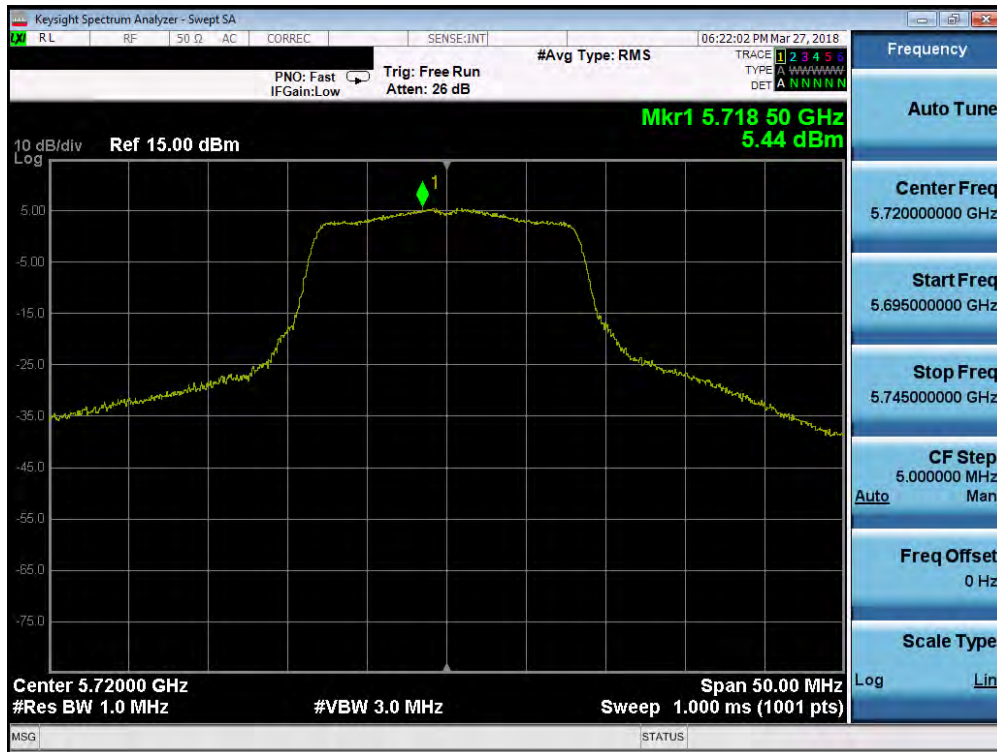 Keysight Spectrum Analyzer - Swept SA
LXI RL RF 50 Ω AC CORREC SENSE:INT 06:22:02 PM Mar 27, 2018
#Avg Type: RMS TRACE 1 2 3 4 5 6
PNO: Fast Trig: Free Run TYPE A WWWWW
IFGain:Low Atten: 26 dB DET A N N N N N
Mkr1 5.718 50 GHz
5.44 dBm
10 dB/div Ref 15.00 dBm
Log
1
5.00
-5.00
-15.0
-25.0
-35.0
-45.0
-55.0
-65.0
-75.0
Center 5.72000 GHz Span 50.00 MHz
#Res BW 1.0 MHz #VBW 3.0 MHz Sweep 1.000 ms (1001 pts)
MSG STATUS
Frequency
Auto Tune
Center Freq
5.720000000 GHz
Start Freq
5.695000000 GHz
Stop Freq
5.745000000 GHz
CF Step
5.000000 MHz
Auto Man
Freq Offset
0 Hz
Scale Type
Log Lin